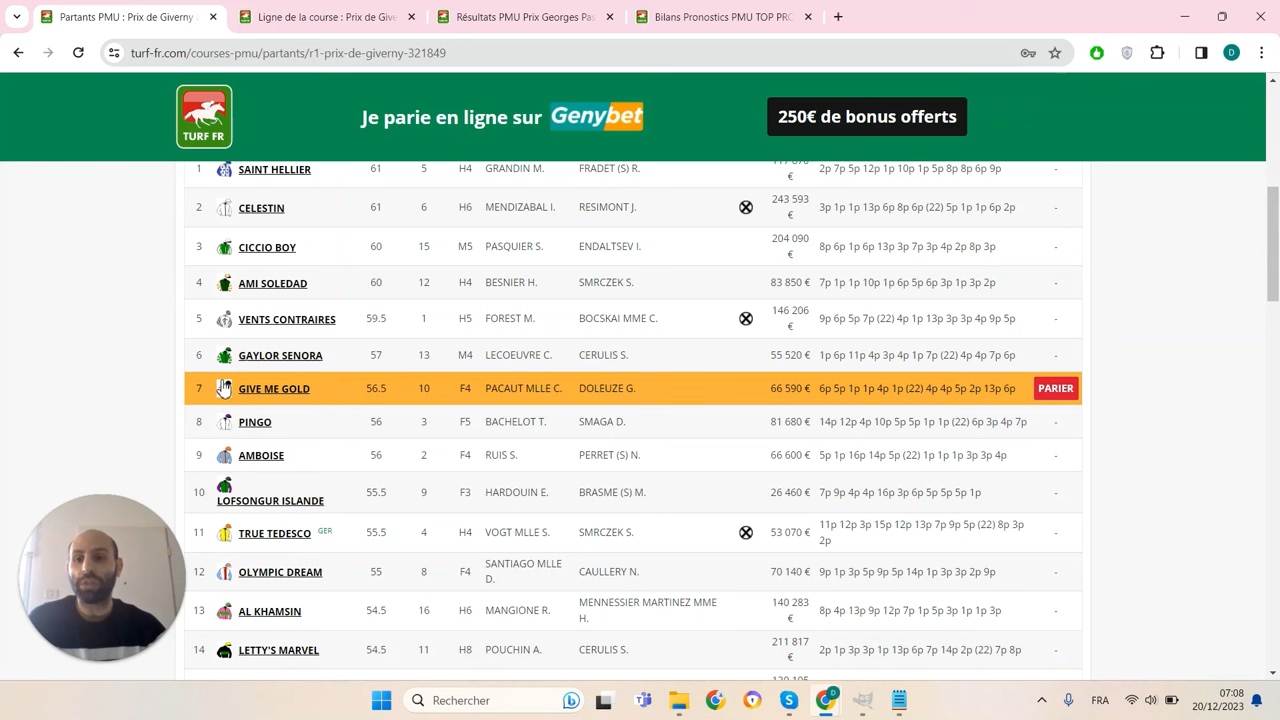 Partants PMU : Prix de Giverny
Ligne de la course : Prix de Giver
Résultats PMU Prix Georges Pas
Bilans Pronostics PMU TOP PRO
turf-fr.com/courses-pmu/partants/r1-prix-de-giverny-321849
D
TURF FR
Je parie en ligne sur Genybet
250€ de bonus offerts
1 SAINT HELLIER 61 5 H4 GRANDIN M. FRADET (S) R. € 2p 7p 5p 12p 1p 10p 1p 5p 8p 8p 6p 9p -
2 CELESTIN 61 6 H6 MENDIZABAL I. RESIMONT J. 243 593 € 3p 1p 1p 13p 6p 8p 6p (22) 5p 1p 1p 6p 2p -
3 CICCIO BOY 60 15 M5 PASQUIER S. ENDALTSEV I. 204 090 € 8p 6p 1p 6p 13p 3p 7p 3p 4p 2p 8p 3p -
4 AMI SOLEDAD 60 12 H4 BESNIER H. SMRCZEK S. 83 850 € 7p 1p 1p 10p 1p 6p 5p 6p 3p 1p 3p 2p -
5 VENTS CONTRAIRES 59.5 1 H5 FOREST M. BOCSKAI MME C. 146 206 € 9p 6p 5p 7p (22) 4p 1p 13p 3p 3p 4p 9p 5p -
6 GAYLOR SENORA 57 13 M4 LECOEUVRE C. CERULIS S. 55 520 € 1p 6p 11p 4p 3p 4p 1p 7p (22) 4p 4p 7p 6p -
7 GIVE ME GOLD 56.5 10 F4 PACAUT MLLE C. DOLEUZE G. 66 590 € 6p 5p 1p 1p 4p 1p (22) 4p 4p 5p 2p 13p 6p PARIER
8 PINGO 56 3 F5 BACHELOT T. SMAGA D. 81 680 € 14p 12p 4p 10p 5p 5p 1p 1p (22) 6p 3p 4p 7p -
9 AMBOISE 56 2 F4 RUIS S. PERRET (S) N. 66 600 € 5p 1p 16p 14p 5p (22) 1p 1p 1p 3p 3p 4p -
10 LOFSONGUR ISLANDE 55.5 9 F3 HARDOUIN E. BRASME (S) M. 26 460 € 7p 9p 4p 4p 16p 3p 6p 5p 5p 5p 1p -
11 TRUE TEDESCO GER 55.5 4 H4 VOGT MLLE S. SMRCZEK S. 53 070 € 11p 12p 3p 15p 12p 13p 7p 9p 5p (22) 8p 3p 2p -
12 OLYMPIC DREAM 55 8 F4 SANTIAGO MLLE D. CAULLERY N. 70 140 € 9p 1p 3p 5p 9p 5p 14p 1p 3p 3p 2p 9p -
13 AL KHAMSIN 54.5 16 H6 MANGIONE R. MENNESSIER MARTINEZ MME H. 140 283 € 8p 4p 13p 9p 12p 7p 1p 5p 3p 1p 1p 3p -
14 LETTY'S MARVEL 54.5 11 H8 POUCHIN A. CERULIS S. 211 817 € 2p 1p 3p 3p 1p 13p 6p 7p 14p 2p (22) 7p 8p -
Rechercher
FRA
07:08
20/12/2023